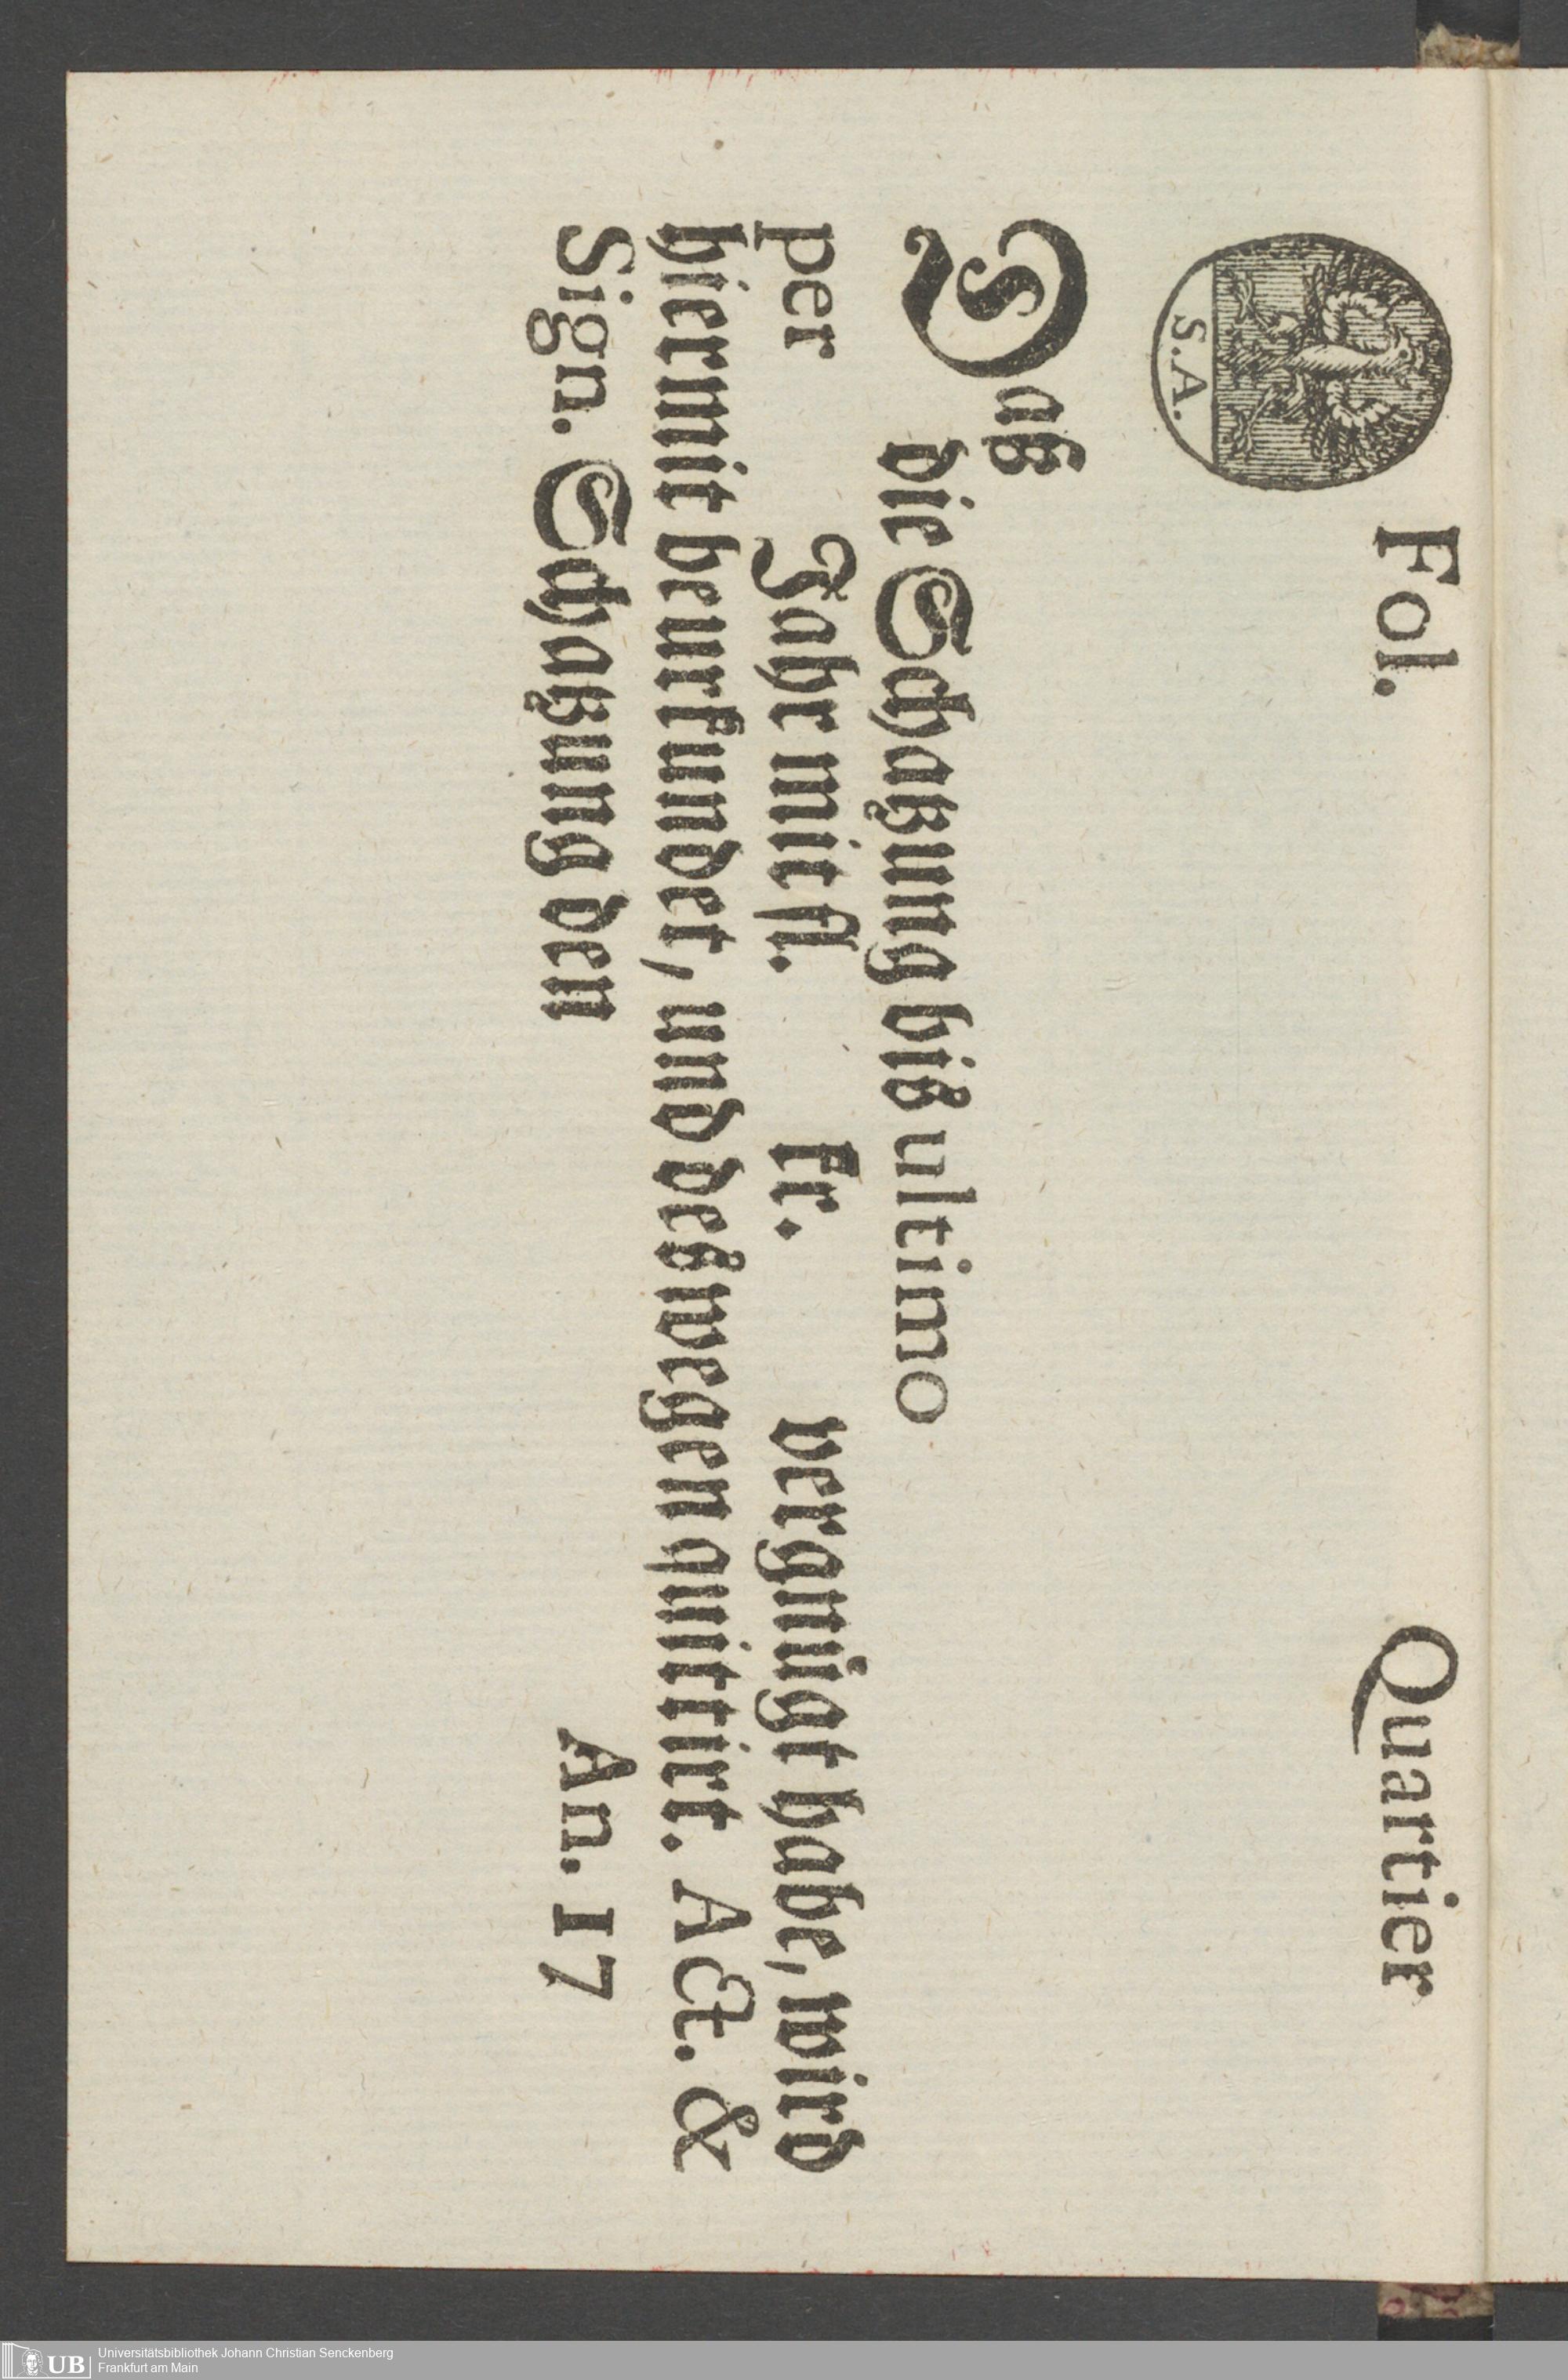 Fol. Quartier
S.A.
Daß
die Schatzung biß ultimo
per Jahr mit fl. kr. vergnügt habe, wird
hiermit beurkundet, und deßwegen quittirt. Act. &
Sign. Schatzung den An. 17
UB
Universitätsbibliothek Johann Christian Senckenberg
Frankfurt am Main